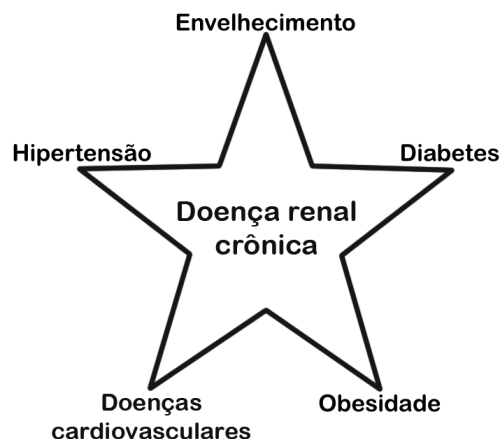 Envelhecimento
Hipertensão
Diabetes
Doença renal
crônica
Doenças
cardiovasculares
Obesidade